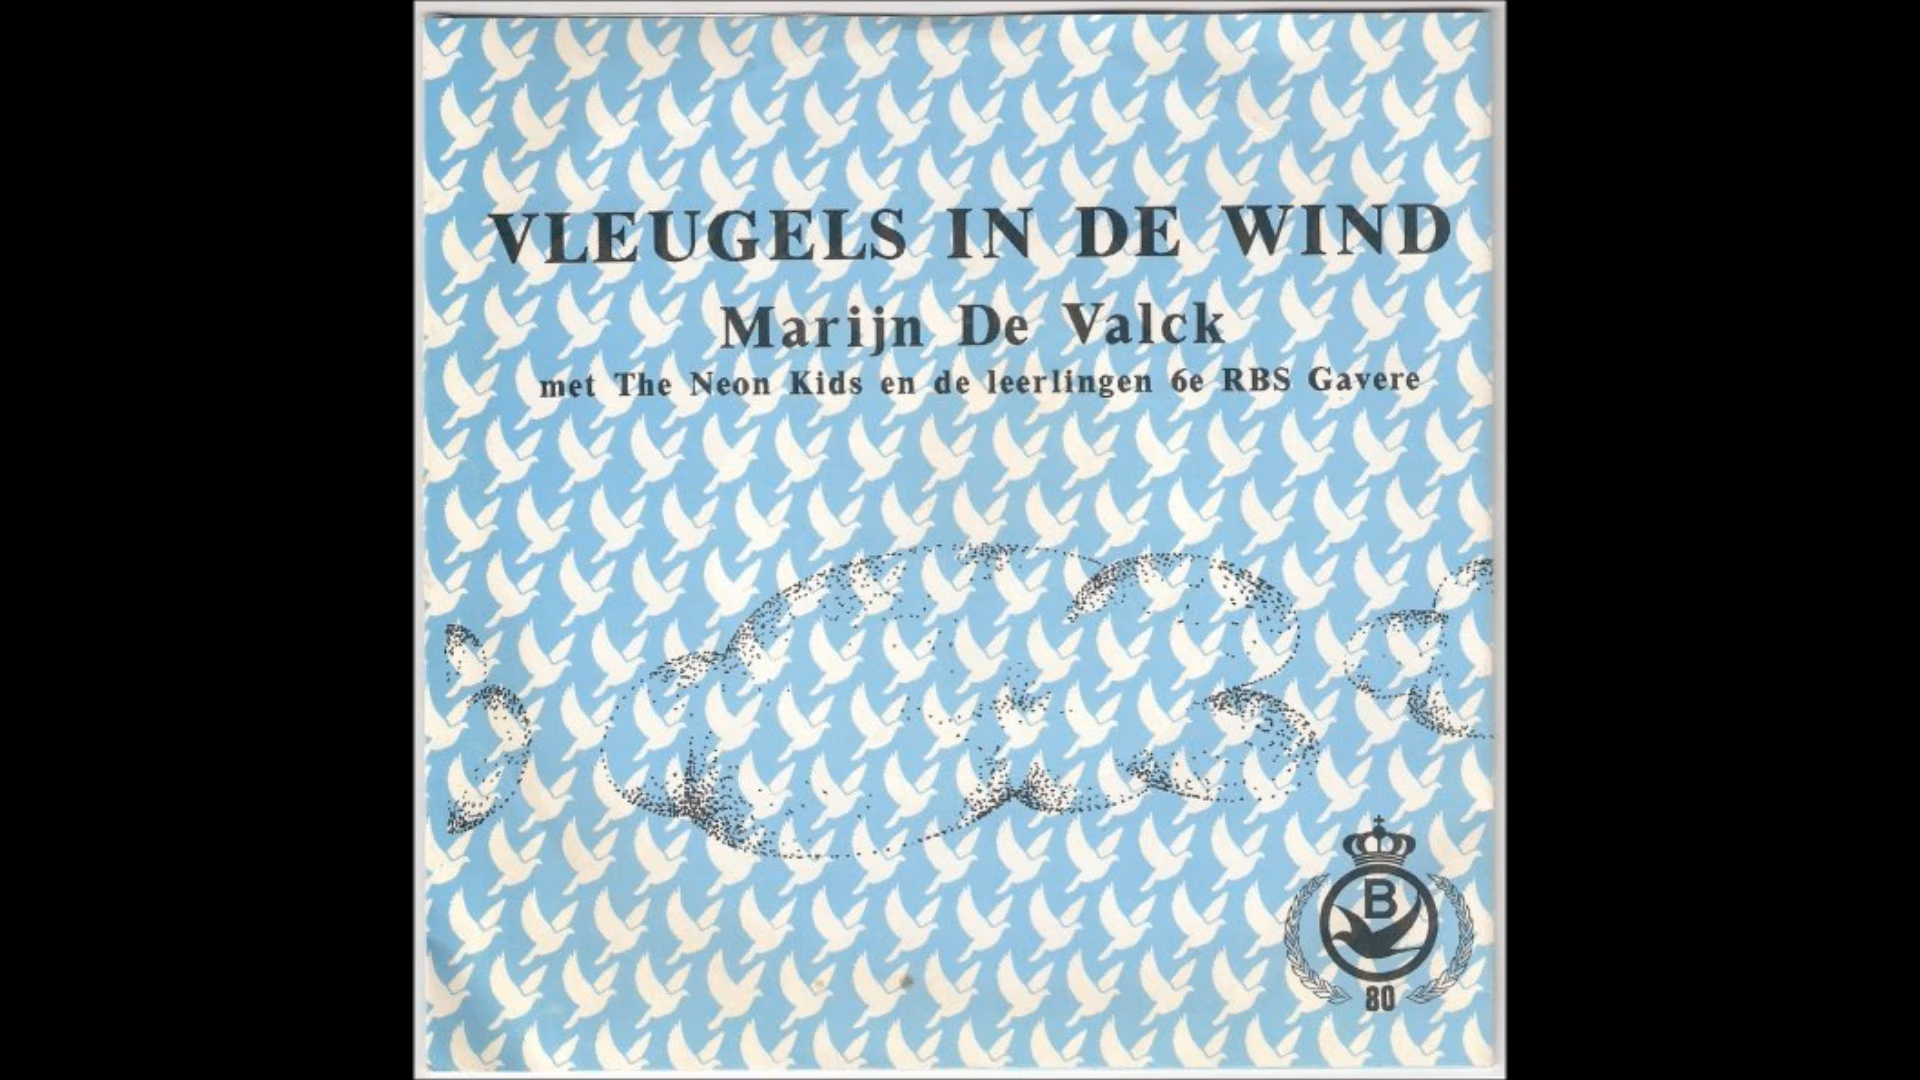 VLEUGELS IN DE WIND
Marijn De Valck
met The Neon Kids en de leerlingen 6e RBS Gavere
B
80